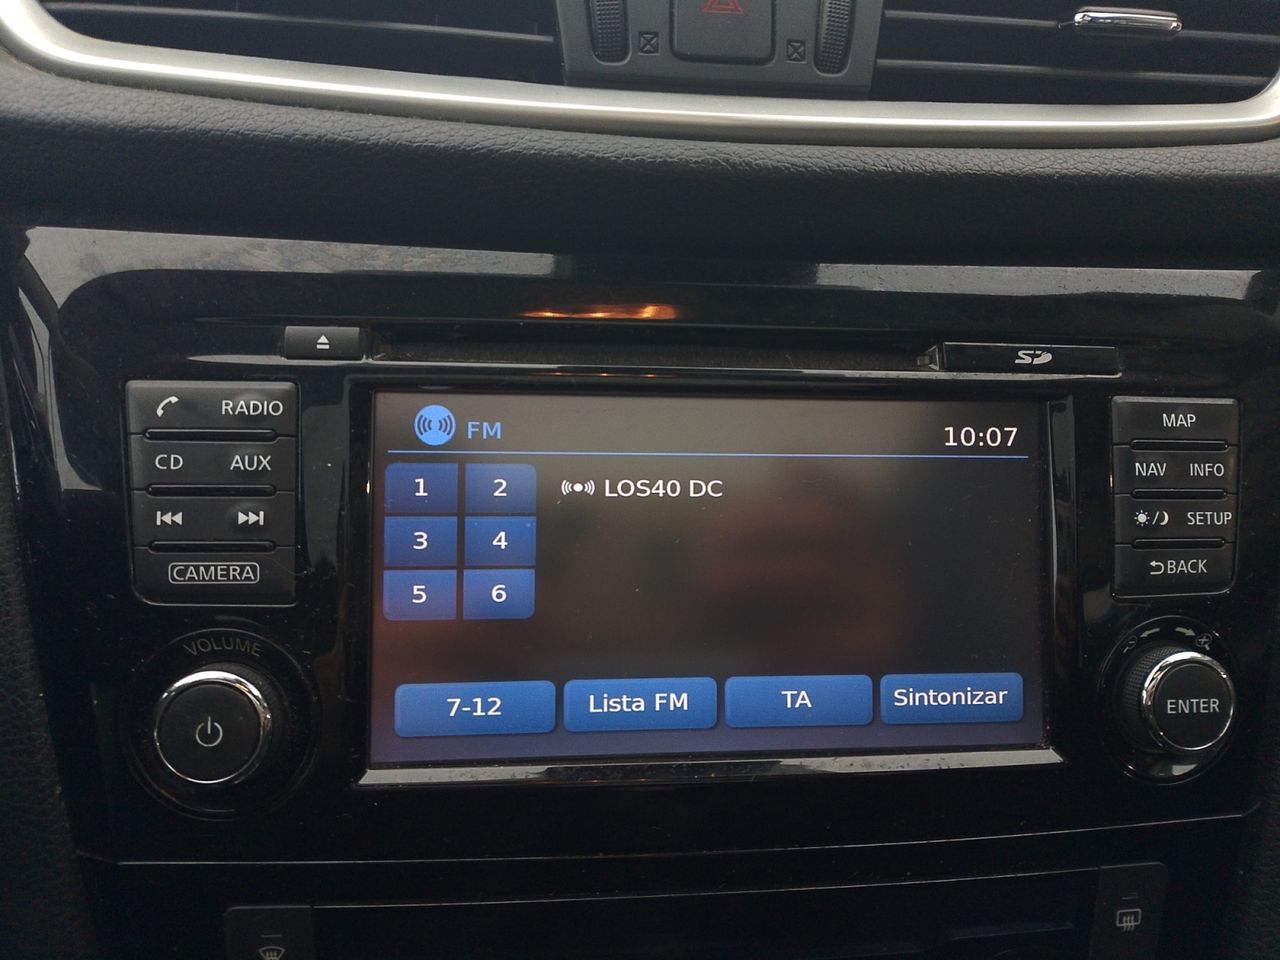 SD
RADIO
CD AUX
CAMERA
VOLUME
FM
10:07
1 2
3 4
5 6
LOS40 DC
7-12
Lista FM
TA
Sintonizar
MAP
NAV INFO
SETUP
BACK
ENTER